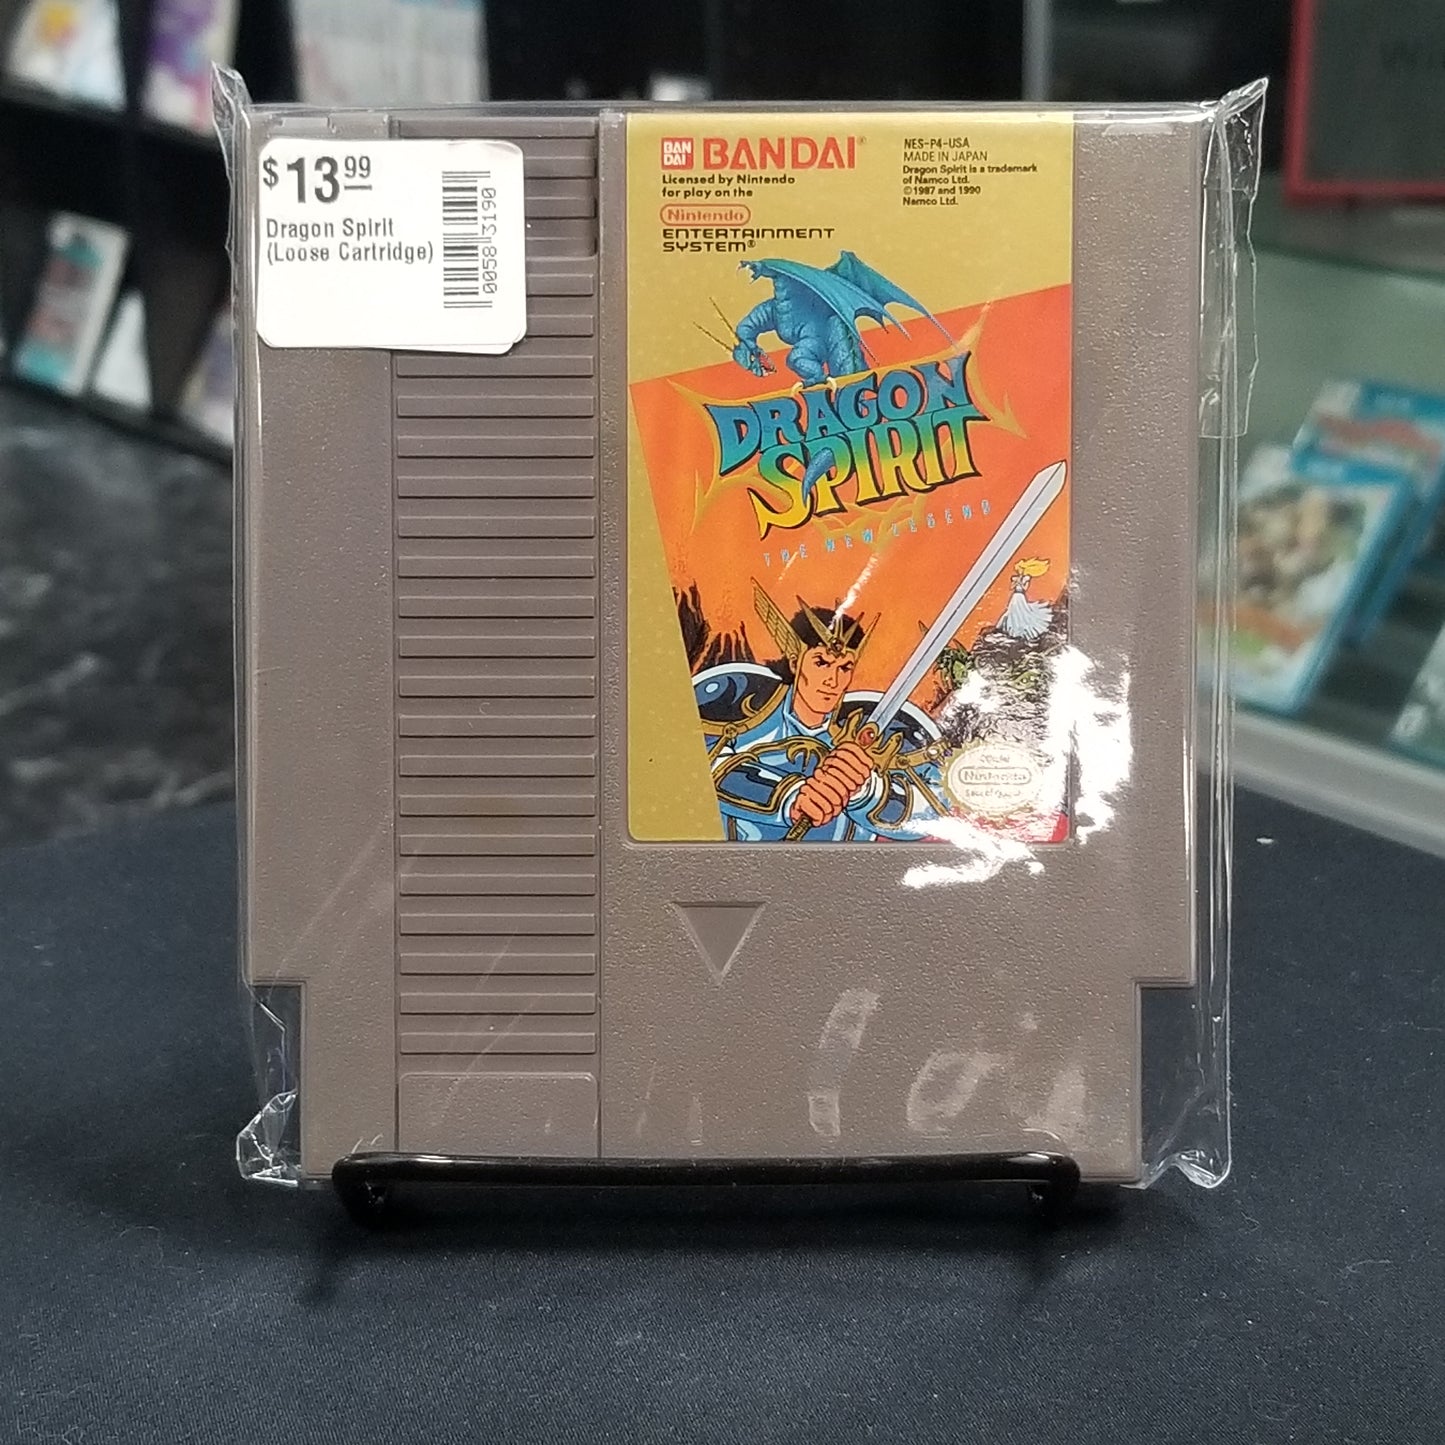 $13.99
Dragon Spirit
(Loose Cartridge)
0058 3190
BAN
DAI
BANDAI®
Licensed by Nintendo
for play on the
Nintendo
ENTERTAINMENT
SYSTEM®
NES-P4-USA
MADE IN JAPAN
Dragon Spirit is a trademark
of Namco Ltd.
©1987 and 1990
Namco Ltd.
DRAGON
SPIRIT
THE NEW LEGEND
Nintendo